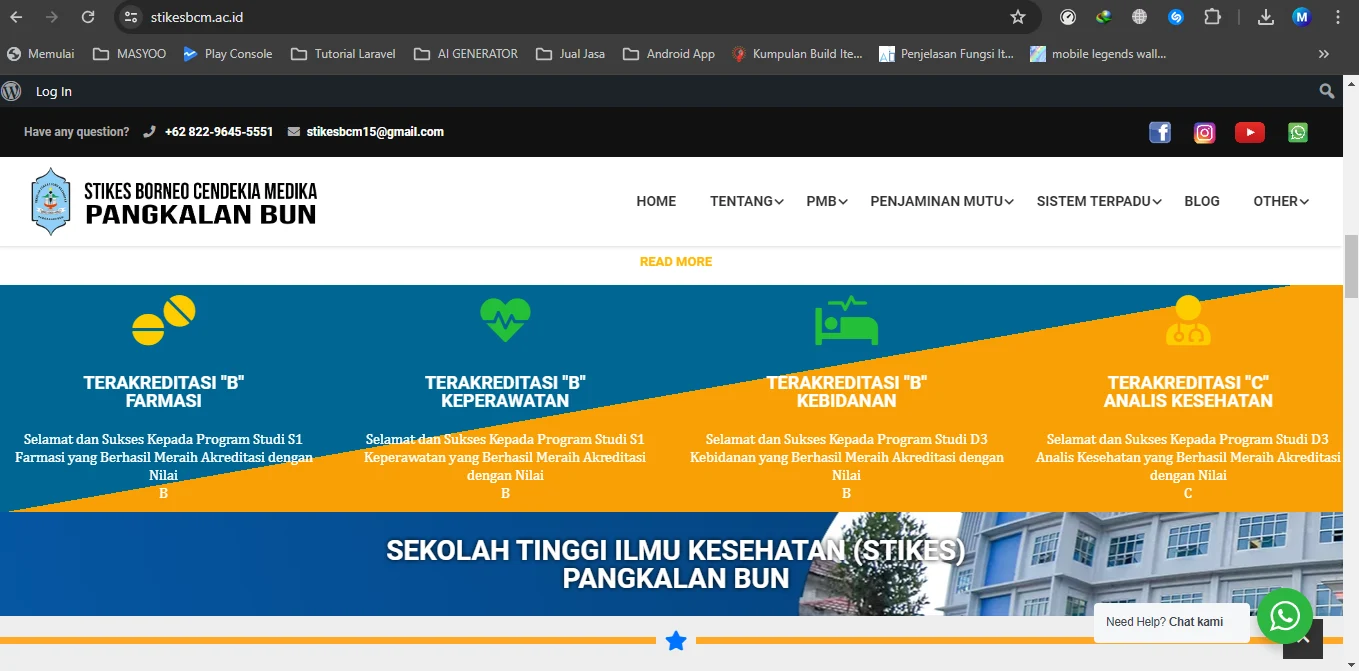 stikesbcm.ac.id
M
Memulai MASYOO Play Console Tutorial Laravel AI GENERATOR Jual Jasa Android App Kumpulan Build Ite... Penjelasan Fungsi It... mobile legends wall...
Log In
Have any question? +62 822-9645-5551 stikesbcm15@gmail.com
STIKES BORNEO CENDEKIA MEDIKA
PANGKALAN BUN
HOME TENTANG PMB PENJAMINAN MUTU SISTEM TERPADU BLOG OTHER
READ MORE
TERAKREDITASI "B"
FARMASI
Selamat dan Sukses Kepada Program Studi S1
Farmasi yang Berhasil Meraih Akreditasi dengan
Nilai
B
TERAKREDITASI "B"
KEPERAWATAN
Selamat dan Sukses Kepada Program Studi S1
Keperawatan yang Berhasil Meraih Akreditasi
dengan Nilai
B
TERAKREDITASI "B"
KEBIDANAN
Selamat dan Sukses Kepada Program Studi D3
Kebidanan yang Berhasil Meraih Akreditasi dengan
Nilai
B
TERAKREDITASI "C"
ANALIS KESEHATAN
Selamat dan Sukses Kepada Program Studi D3
Analis Kesehatan yang Berhasil Meraih Akreditasi
dengan Nilai
C
SEKOLAH TINGGI ILMU KESEHATAN (STIKES)
PANGKALAN BUN
Need Help? Chat kami